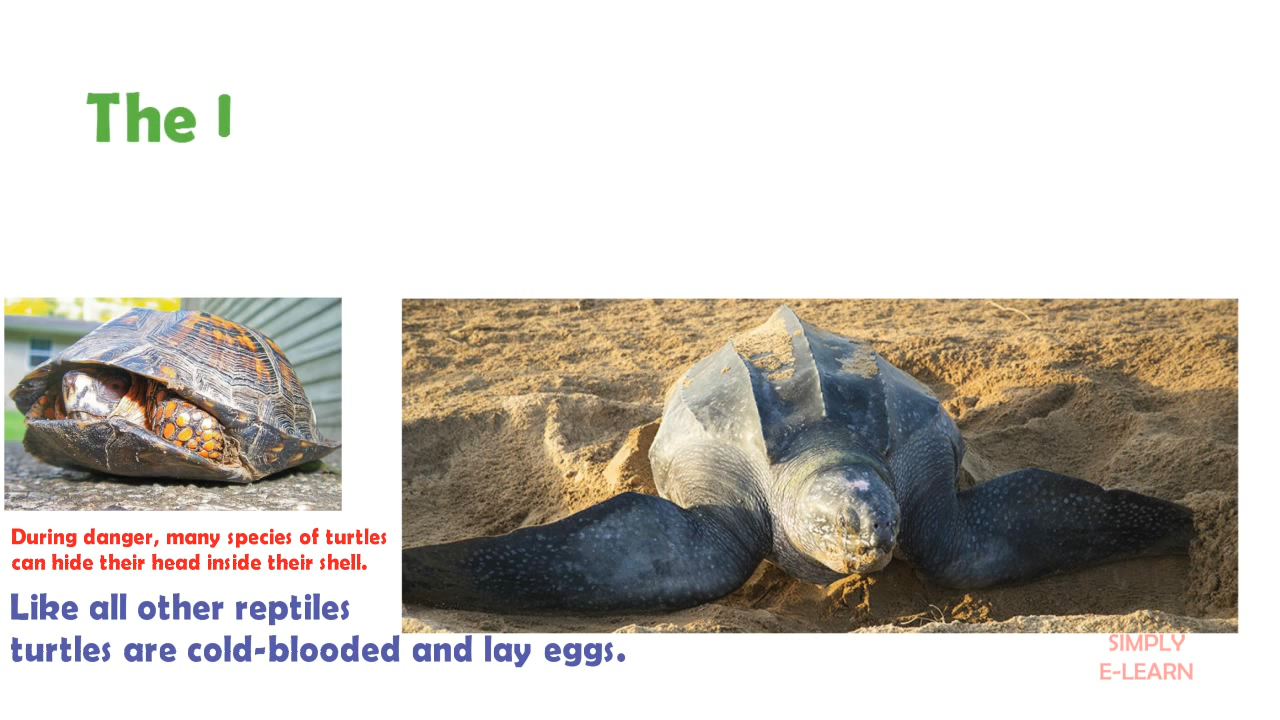 The l
During danger, many species of turtles
can hide their head inside their shell.
Like all other reptiles
turtles are cold-blooded and lay eggs.
SIMPLY
E-LEARN